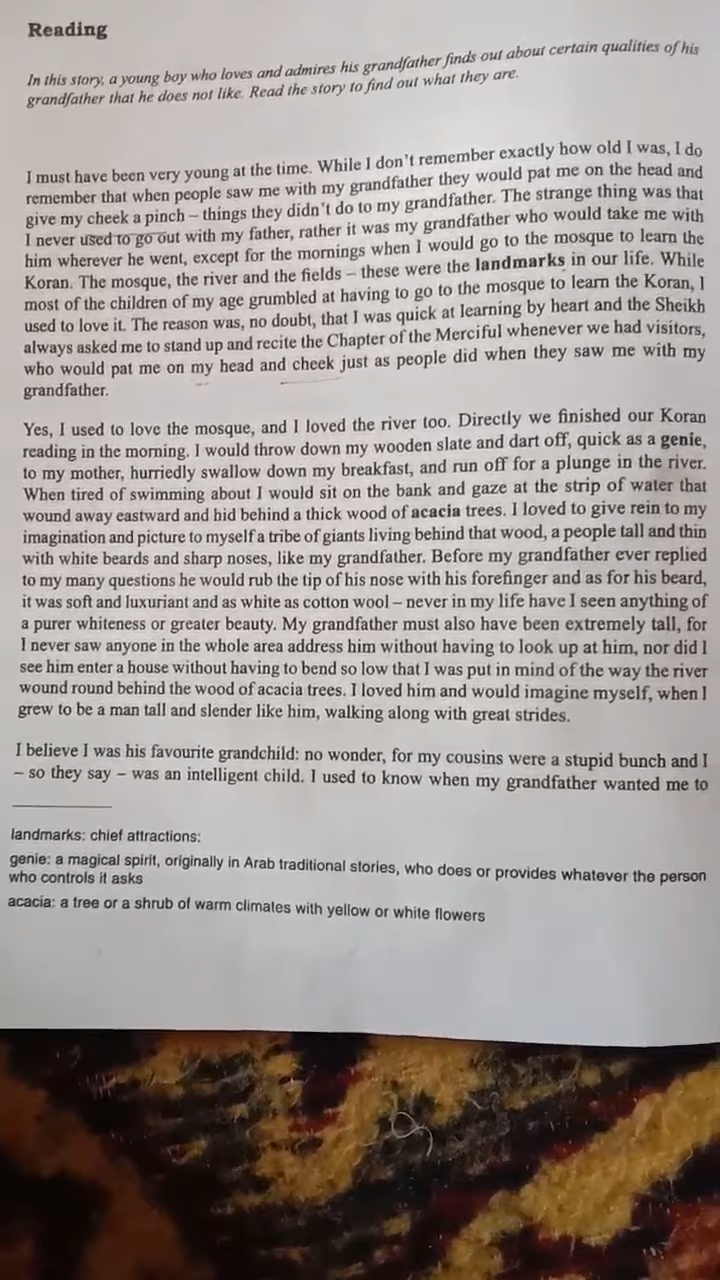 Reading
In this story, a young boy who loves and admires his grandfather finds out about certain qualities of his
grandfather that he does not like. Read the story to find out what they are.
I must have been very young at the time. While I don't remember exactly how old I was, I do
remember that when people saw me with my grandfather they would pat me on the head and
give my cheek a pinch – things they didn't do to my grandfather. The strange thing was that
I never used to go out with my father, rather it was my grandfather who would take me with
him wherever he went, except for the mornings when I would go to the mosque to learn the
Koran. The mosque, the river and the fields – these were the landmarks in our life. While
most of the children of my age grumbled at having to go to the mosque to learn the Koran, I
used to love it. The reason was, no doubt, that I was quick at learning by heart and the Sheikh
always asked me to stand up and recite the Chapter of the Merciful whenever we had visitors,
who would pat me on my head and cheek just as people did when they saw me with my
grandfather.
Yes, I used to love the mosque, and I loved the river too. Directly we finished our Koran
reading in the morning. I would throw down my wooden slate and dart off, quick as a genie,
to my mother, hurriedly swallow down my breakfast, and run off for a plunge in the river.
When tired of swimming about I would sit on the bank and gaze at the strip of water that
wound away eastward and hid behind a thick wood of acacia trees. I loved to give rein to my
imagination and picture to myself a tribe of giants living behind that wood, a people tall and thin
with white beards and sharp noses, like my grandfather. Before my grandfather ever replied
to my many questions he would rub the tip of his nose with his forefinger and as for his beard,
it was soft and luxuriant and as white as cotton wool – never in my life have I seen anything of
a purer whiteness or greater beauty. My grandfather must also have been extremely tall, for
I never saw anyone in the whole area address him without having to look up at him, nor did I
see him enter a house without having to bend so low that I was put in mind of the way the river
wound round behind the wood of acacia trees. I loved him and would imagine myself, when I
grew to be a man tall and slender like him, walking along with great strides.
I believe I was his favourite grandchild: no wonder, for my cousins were a stupid bunch and I
– so they say – was an intelligent child. I used to know when my grandfather wanted me to
landmarks: chief attractions:
genie: a magical spirit, originally in Arab traditional stories, who does or provides whatever the person
who controls it asks
acacia: a tree or a shrub of warm climates with yellow or white flowers